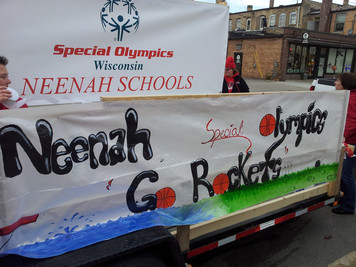 Special Olympics
Wisconsin
NEENAH SCHOOLS
Neenah Special Olympics
Go Rockets